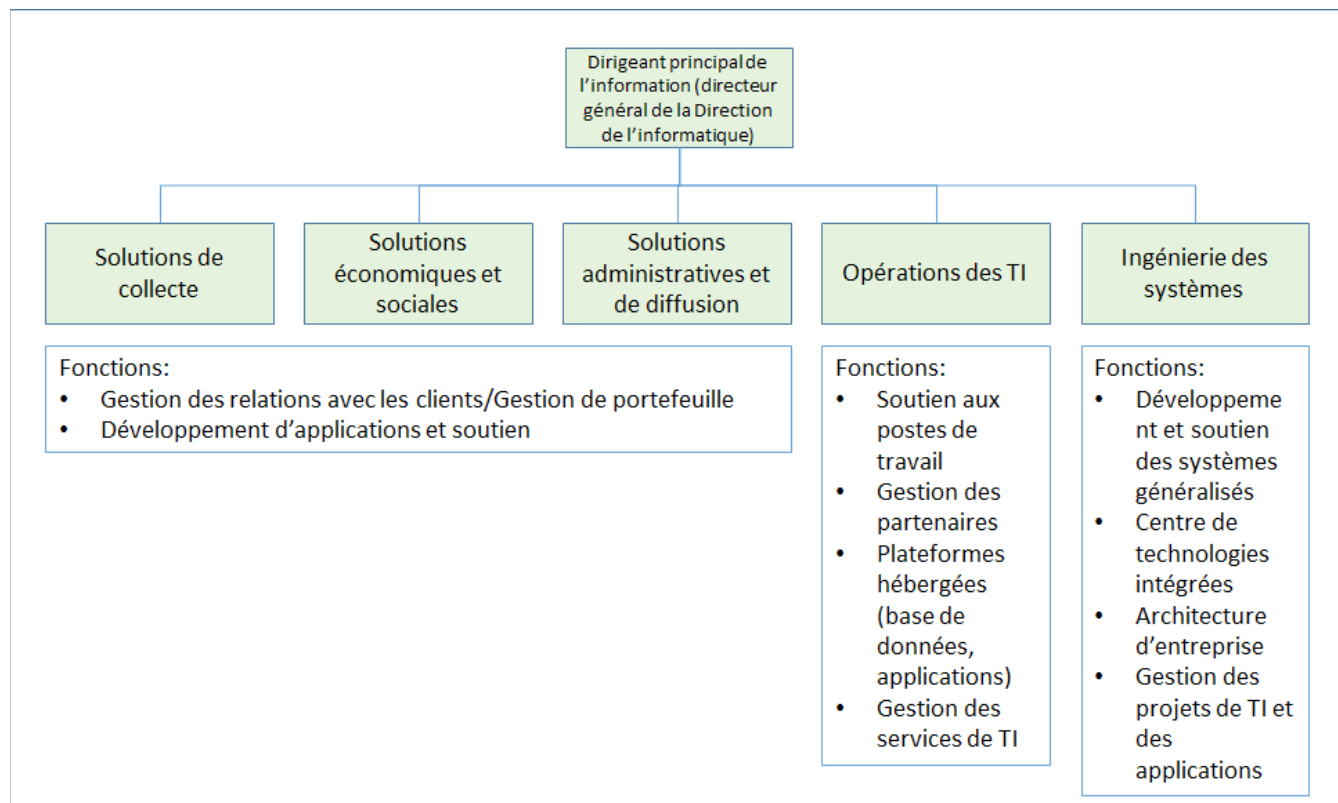 Dirigeant principal de
l'information (directeur
général de la Direction
de l'informatique)
Solutions de
collecte
Solutions
économiques et
sociales
Solutions
administratives et
de diffusion
Opérations des TI
Ingénierie des
systèmes
Fonctions:
• Gestion des relations avec les clients/Gestion de portefeuille
• Développement d'applications et soutien
Fonctions:
• Soutien aux
postes de
travail
• Gestion des
partenaires
• Plateformes
hébergées
(base de
données,
applications)
• Gestion des
services de TI
Fonctions:
• Développeme
nt et soutien
des systèmes
généralisés
• Centre de
technologies
intégrées
• Architecture
d'entreprise
• Gestion des
projets de TI et
des
applications